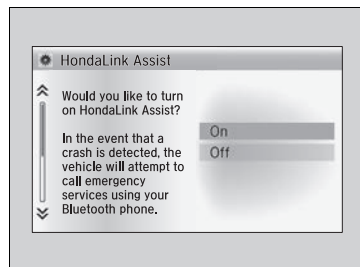 HondaLink Assist
Would you like to turn
on HondaLink Assist?
In the event that a
crash is detected, the
vehicle will attempt to
call emergency
services using your
Bluetooth phone.
On
Off